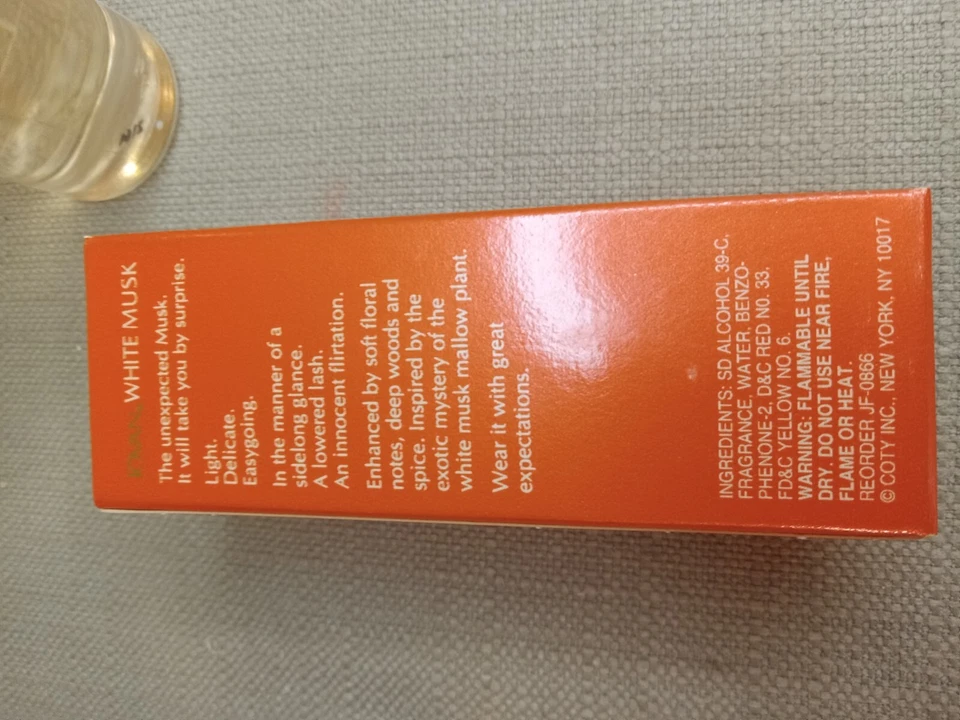 JŌVAN, WHITE MUSK
The unexpected Musk.
It will take you by surprise.
Light.
Delicate.
Easygoing.
In the manner of a
sidelong glance.
A lowered lash.
An innocent flirtation.
Enhanced by soft floral
notes, deep woods and
spice. Inspired by the
exotic mystery of the
white musk mallow plant.
Wear it with great
expectations.
INGREDIENTS: SD ALCOHOL 39-C,
FRAGRANCE, WATER, BENZO-
PHENONE-2, D&C RED NO. 33,
FD&C YELLOW NO. 6.
WARNING: FLAMMABLE UNTIL
DRY. DO NOT USE NEAR FIRE,
FLAME OR HEAT.
REORDER JF-0866
© COTY INC., NEW YORK, NY 10017